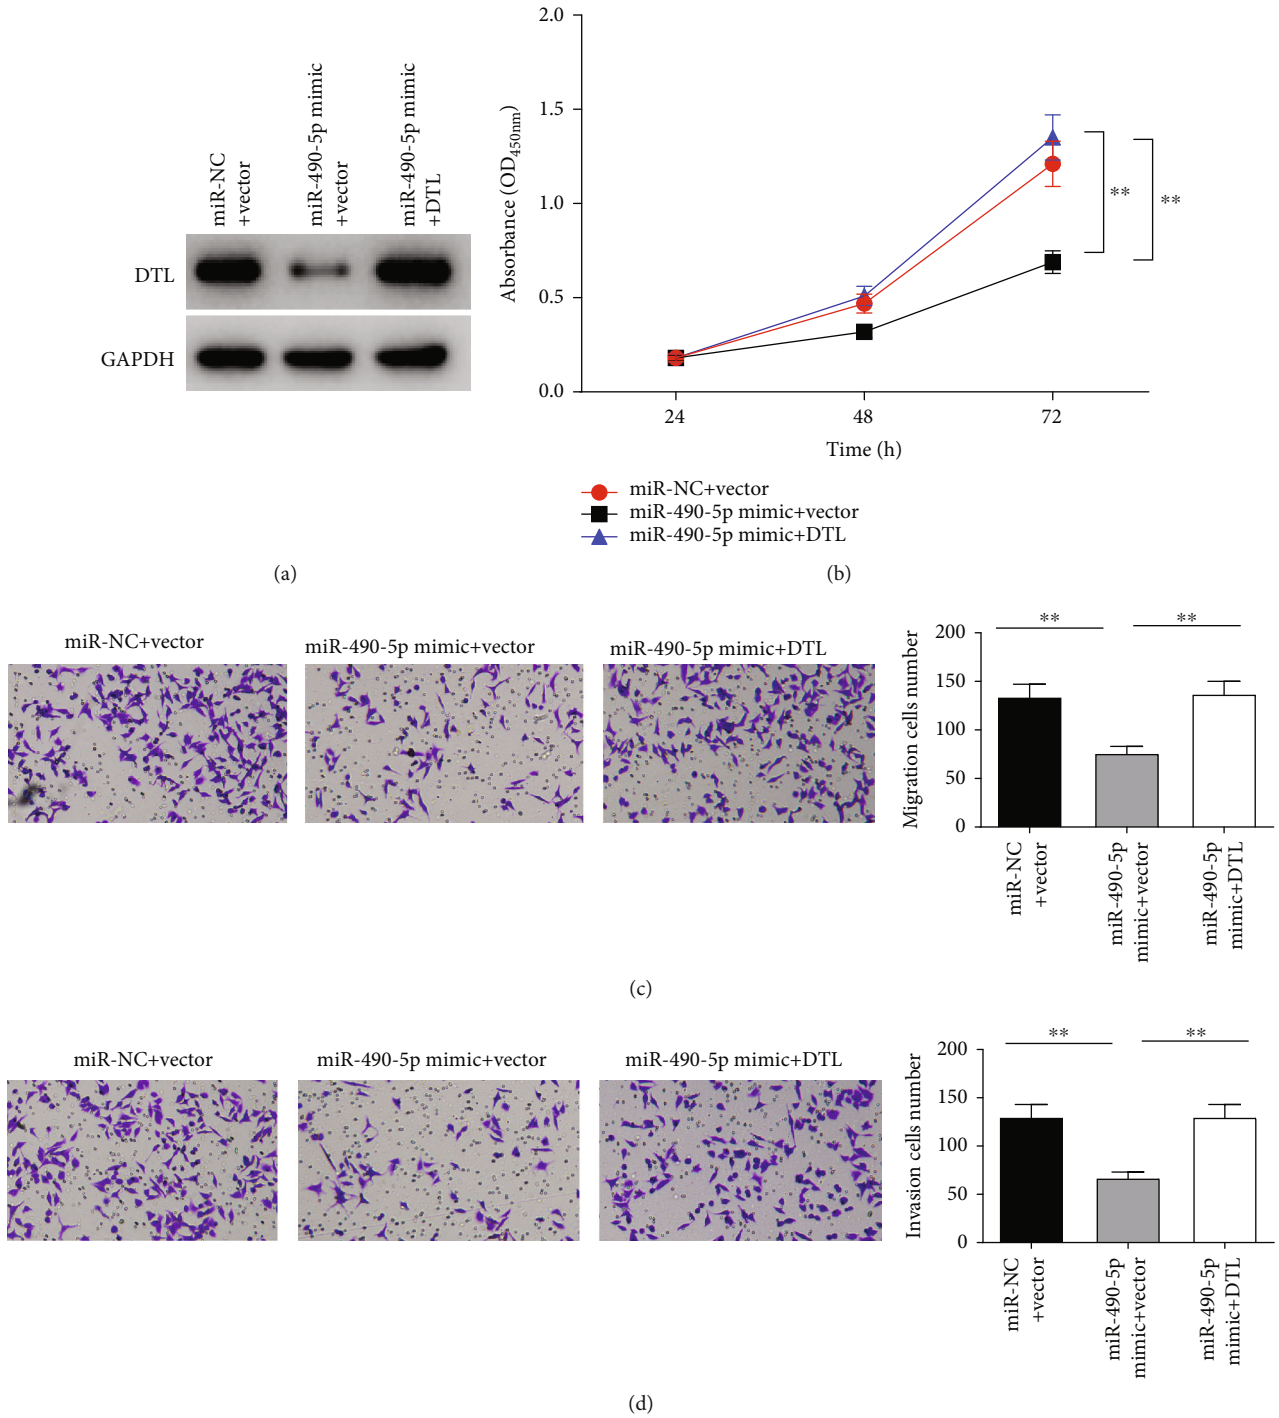 miR-NC
+vector
miR-490-5p mimic
+vector
miR-490-5p mimic
+DTL
DTL
GAPDH
(a)
2.0
1.5
1.0
0.5
0.0
Absorbance (OD450nm)
24
48
72
Time (h)
**
**
miR-NC+vector
miR-490-5p mimic+vector
miR-490-5p mimic+DTL
(b)
miR-NC+vector
miR-490-5p mimic+vector
miR-490-5p mimic+DTL
Migration cells number
200
150
100
50
0
**
**
miR-NC
+vector
miR-490-5p
mimic+vector
miR-490-5p
mimic+DTL
(c)
miR-NC+vector
miR-490-5p mimic+vector
miR-490-5p mimic+DTL
Invasion cells number
200
150
100
50
0
**
**
miR-NC
+vector
miR-490-5p
mimic+vector
miR-490-5p
mimic+DTL
(d)